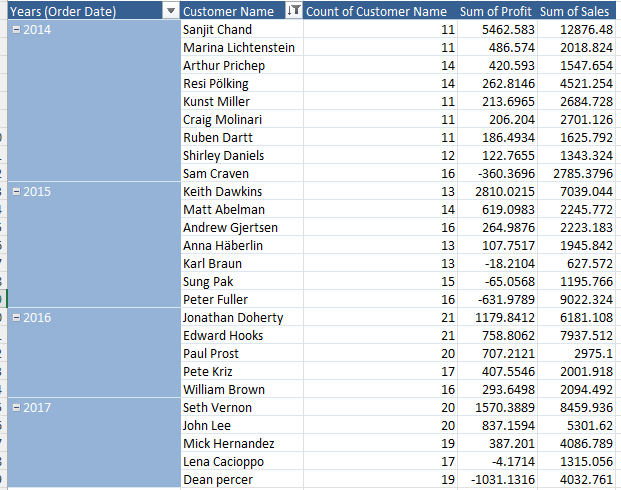 Years (Order Date) Customer Name Count of Customer Name Sum of Profit Sum of Sales
2014 Sanjit Chand 11 5462.583 12876.48
Marina Lichtenstein 11 486.574 2018.824
Arthur Prichep 14 420.593 1547.654
Resi Pölking 14 262.8146 4521.254
Kunst Miller 11 213.6965 2684.728
Craig Molinari 11 206.204 2701.126
Ruben Dartt 11 186.4934 1625.792
Shirley Daniels 12 122.7655 1343.324
Sam Craven 16 -360.3696 2785.3796
2015 Keith Dawkins 13 2810.0215 7039.044
Matt Abelman 14 619.0983 2245.772
Andrew Gjertsen 16 264.9876 2223.183
Anna Häberlin 13 107.7517 1945.842
Karl Braun 13 -18.2104 627.572
Sung Pak 15 -65.0568 1195.766
Peter Fuller 16 -631.9789 9022.324
2016 Jonathan Doherty 21 1179.8412 6181.108
Edward Hooks 21 758.8062 7937.512
Paul Prost 20 707.2121 2975.1
Pete Kriz 17 407.5546 2001.918
William Brown 16 293.6498 2094.492
2017 Seth Vernon 20 1570.3889 8459.936
John Lee 20 837.1594 5301.62
Mick Hernandez 19 387.201 4086.789
Lena Cacioppo 17 -4.1714 1315.056
Dean percer 19 -1031.1316 4032.761